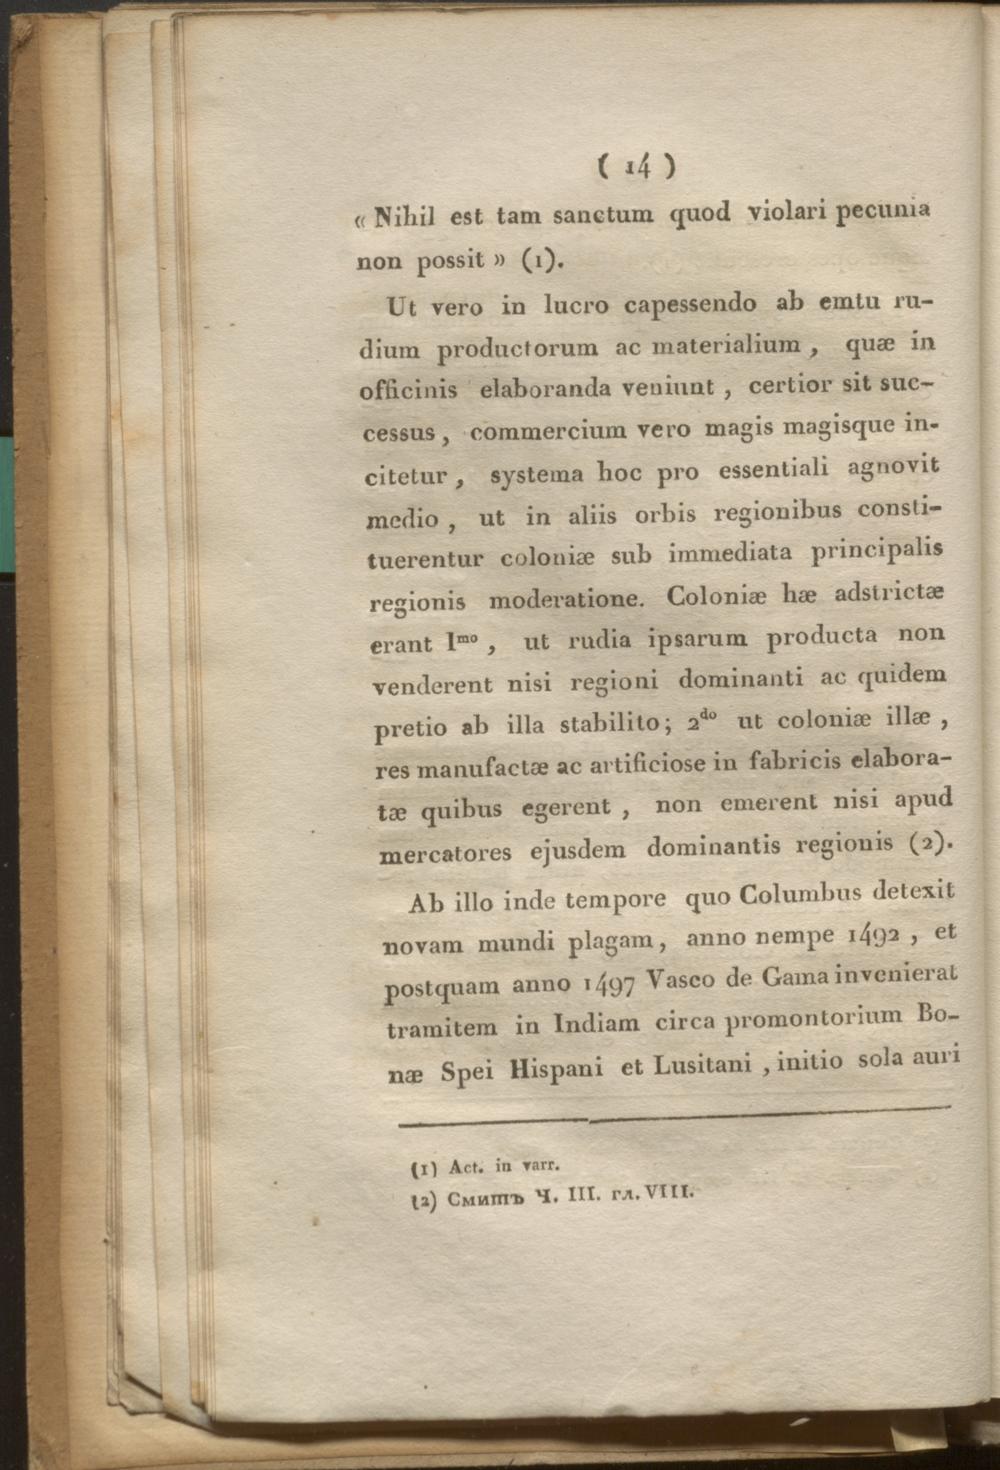 ( 14 )
« Nihil est tam sanctum quod violari pecunia
non possit » (1).
Ut vero in lucro capessendo ab emtu ru-
dium productorum ac materialium , quæ in
officinis elaboranda veniunt , certior sit suc-
cessus , commercium vero magis magisque in-
citetur , systema hoc pro essentiali agnovit
medio , ut in aliis orbis regionibus consti-
tuerentur coloniæ sub immediata principalis
regionis moderatione. Coloniæ hæ adstrictæ
erant Iᵐᵒ , ut rudia ipsarum producta non
venderent nisi regioni dominanti ac quidem
pretio ab illa stabilito; 2ᵈᵒ ut coloniæ illæ ,
res manufactæ ac artificiose in fabricis elabora-
tæ quibus egerent , non emerent nisi apud
mercatores ejusdem dominantis regionis (2).
Ab illo inde tempore quo Columbus detexit
novam mundi plagam, anno nempe 1492 , et
postquam anno 1497 Vasco de Gama invenierat
tramitem in Indiam circa promontorium Bo-
næ Spei Hispani et Lusitani , initio sola auri
(1) Act. in varr.
(2) Смитъ Ч. III. гл. VIII.